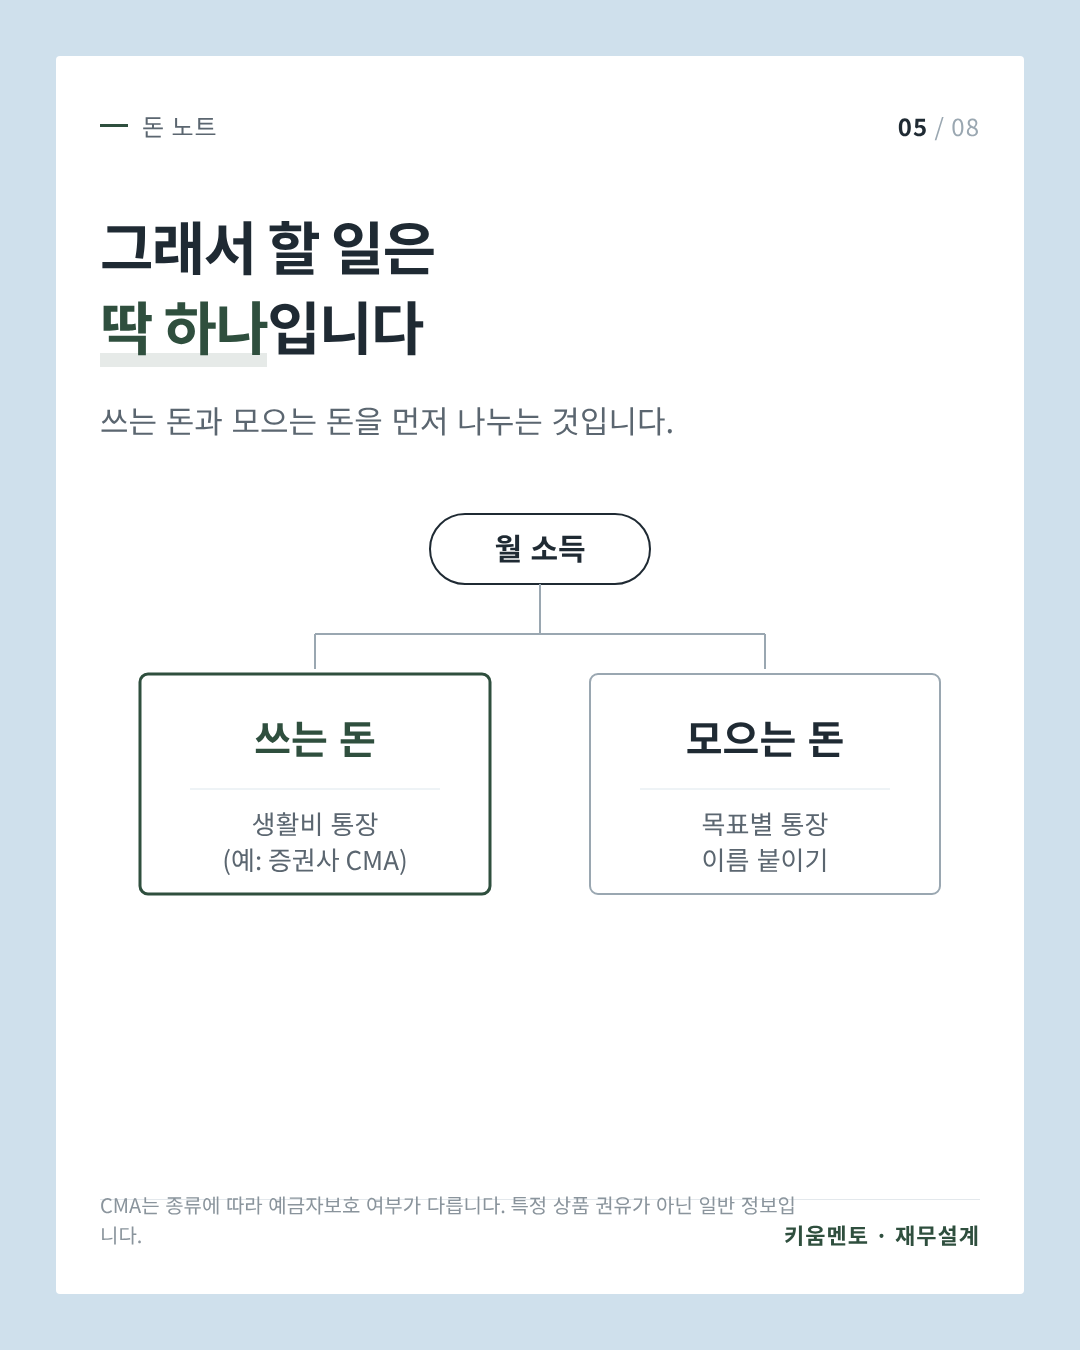 돈 노트
05 / 08
그래서 할 일은
딱 하나입니다
쓰는 돈과 모으는 돈을 먼저 나누는 것입니다.
월 소득
쓰는 돈
생활비 통장
(예: 증권사 CMA)
모으는 돈
목표별 통장
이름 붙이기
CMA는 종류에 따라 예금자보호 여부가 다릅니다. 특정 상품 권유가 아닌 일반 정보입
니다.
키움멘토 · 재무설계